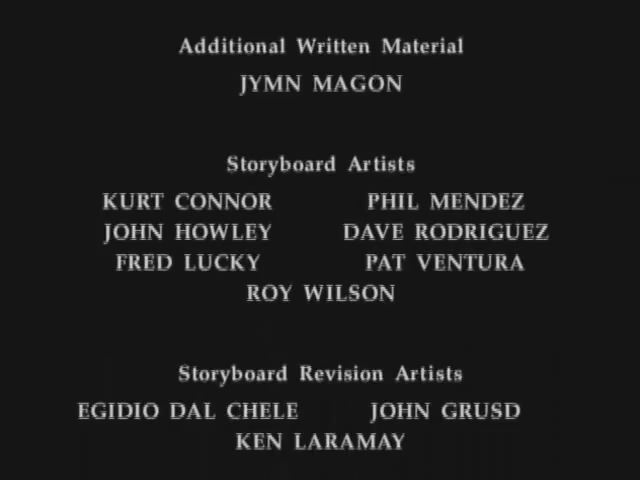 Additional Written Material
JYMN MAGON
Storyboard Artists
KURT CONNOR PHIL MENDEZ
JOHN HOWLEY DAVE RODRIGUEZ
FRED LUCKY PAT VENTURA
ROY WILSON
Storyboard Revision Artists
EGIDIO DAL CHELE JOHN GRUSD
KEN LARAMAY